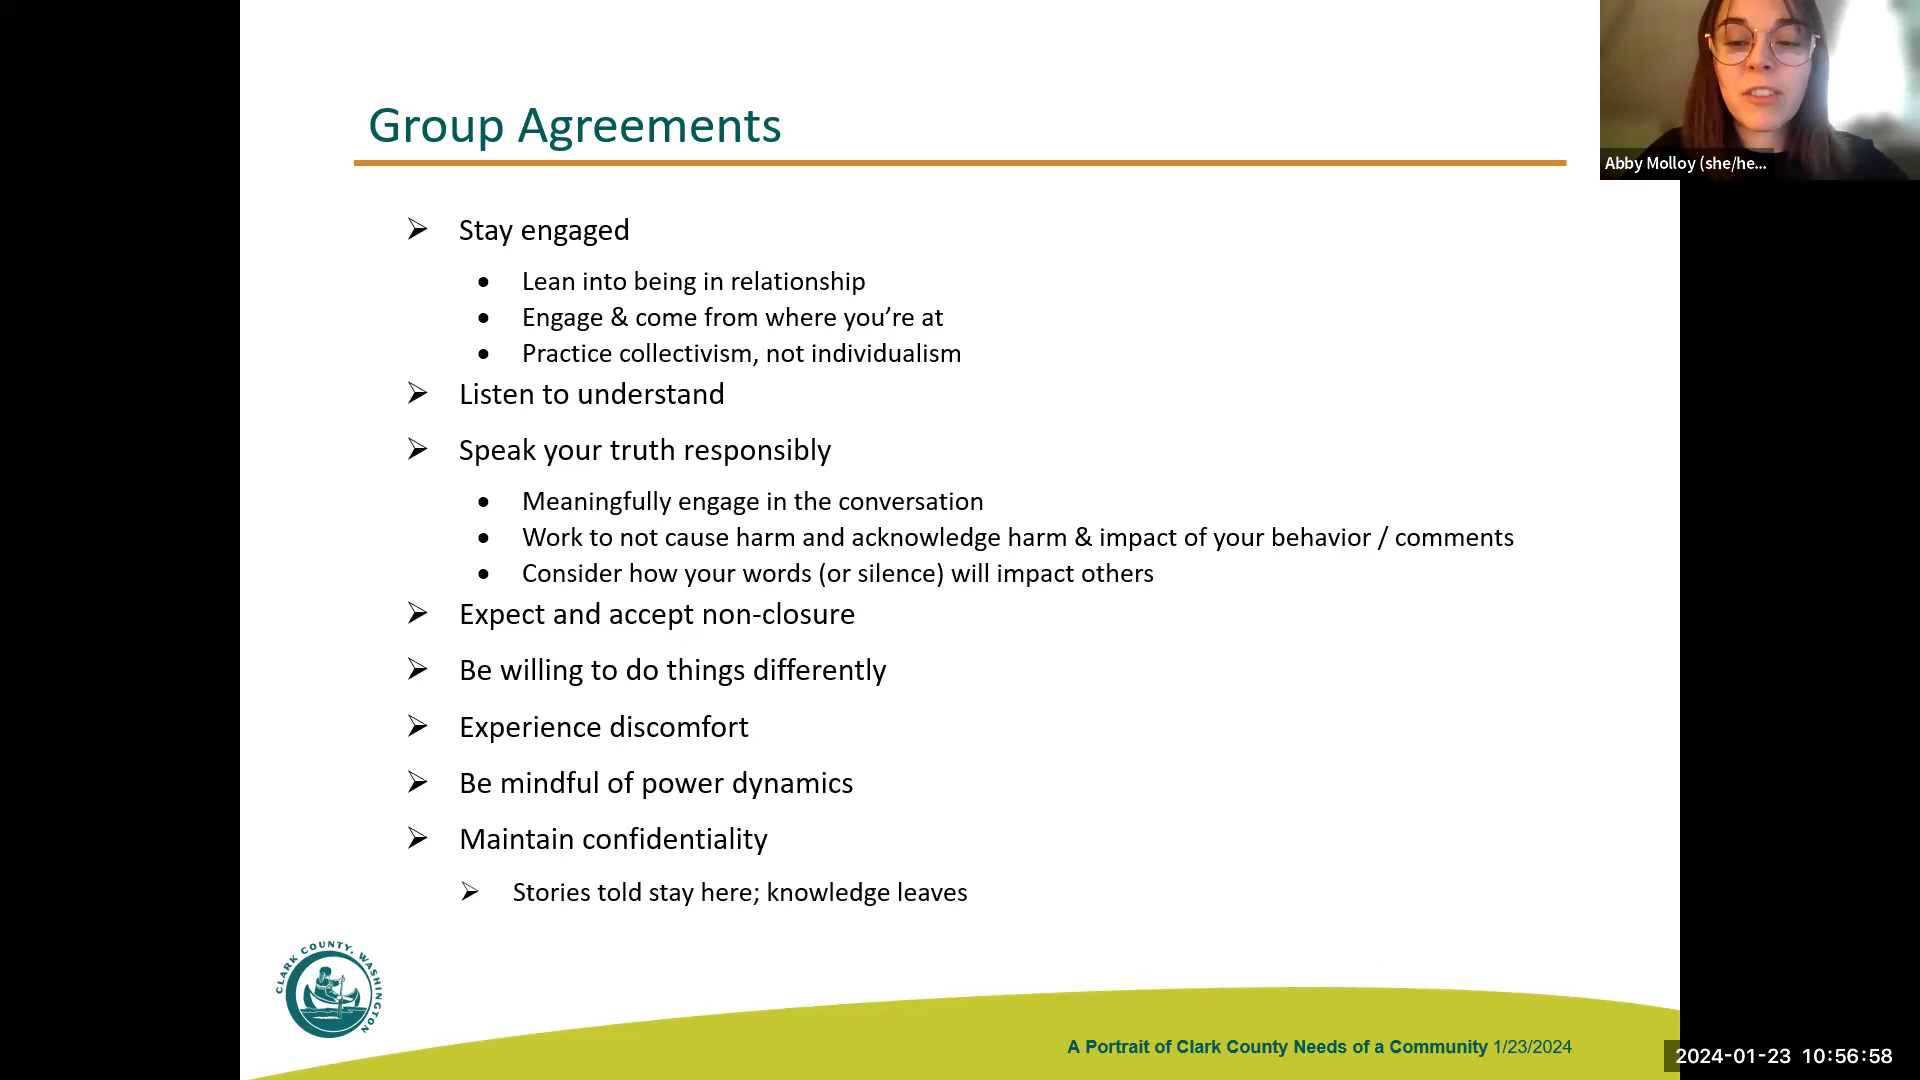 Group Agreements
Abby Molloy (she/he...
➢ Stay engaged
• Lean into being in relationship
• Engage & come from where you’re at
• Practice collectivism, not individualism
➢ Listen to understand
➢ Speak your truth responsibly
• Meaningfully engage in the conversation
• Work to not cause harm and acknowledge harm & impact of your behavior / comments
• Consider how your words (or silence) will impact others
➢ Expect and accept non-closure
➢ Be willing to do things differently
➢ Experience discomfort
➢ Be mindful of power dynamics
➢ Maintain confidentiality
➢ Stories told stay here; knowledge leaves
CLARK COUNTY, WASHINGTON
A Portrait of Clark County Needs of a Community 1/23/2024
2024-01-23 10:56:58